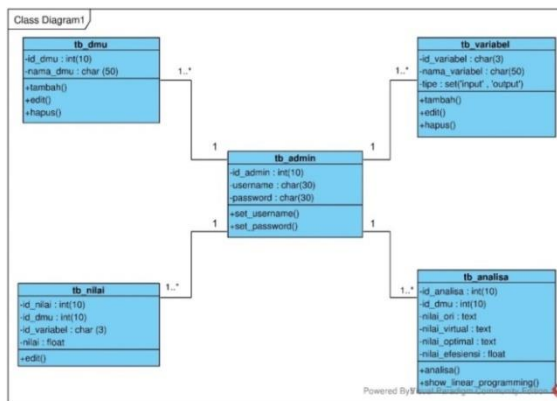 Class Diagram1
tb_dmu
-id_dmu : int(10)
-nama_dmu : char (50)
+tambah()
+edit()
+hapus()
1..*
1
tb_variabel
-id_variabel : char(3)
-nama_variabel : char(50)
-tipe : set('input' , 'output')
+tambah()
+edit()
+hapus()
1..*
1
tb_admin
-id_admin : int(10)
-username : char(30)
-password : char(30)
+set_username()
+set_password()
1
1
tb_nilai
-id_nilai : int(10)
-id_dmu : int(10)
-id_variabel : char (3)
-nilai : float
+edit()
1..*
tb_analisa
-id_analisa : int(10)
-id_dmu : int(10)
-nilai_ori : text
-nilai_virtual : text
-nilai_optimal : text
-nilai_efesiensi : float
+analisa()
+show_linear_programming()
1..*
Powered By Visual Paradigm Community Edition